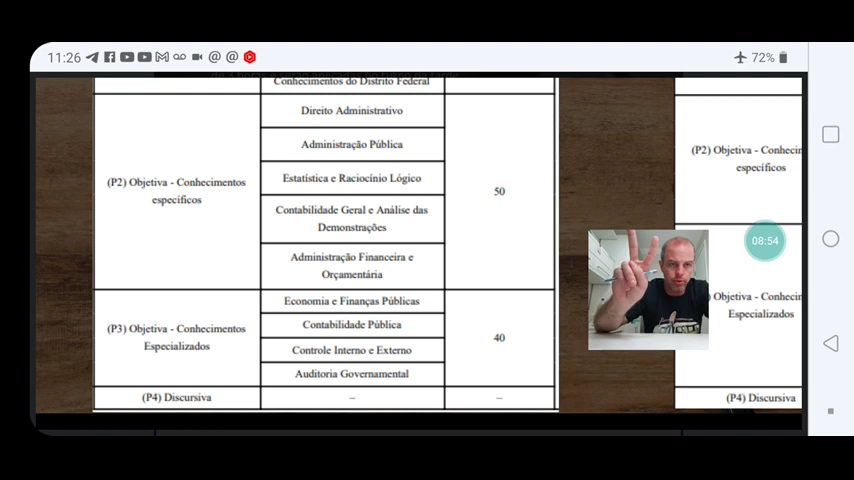 11:26
72%
Conhecimentos do Distrito Federal
Direito Administrativo
Administração Pública
(P2) Objetiva - Conhecimentos
específicos
Estatística e Raciocínio Lógico
50
Contabilidade Geral e Análise das
Demonstrações
Administração Financeira e
Orçamentária
(P3) Objetiva - Conhecimentos
Especializados
Economia e Finanças Públicas
Contabilidade Pública
40
Controle Interno e Externo
Auditoria Governamental
(P4) Discursiva
–
–
(P2) Objetiva - Conhecin
específicos
08:54
) Objetiva - Conhecin
Especializados
(P4) Discursiva